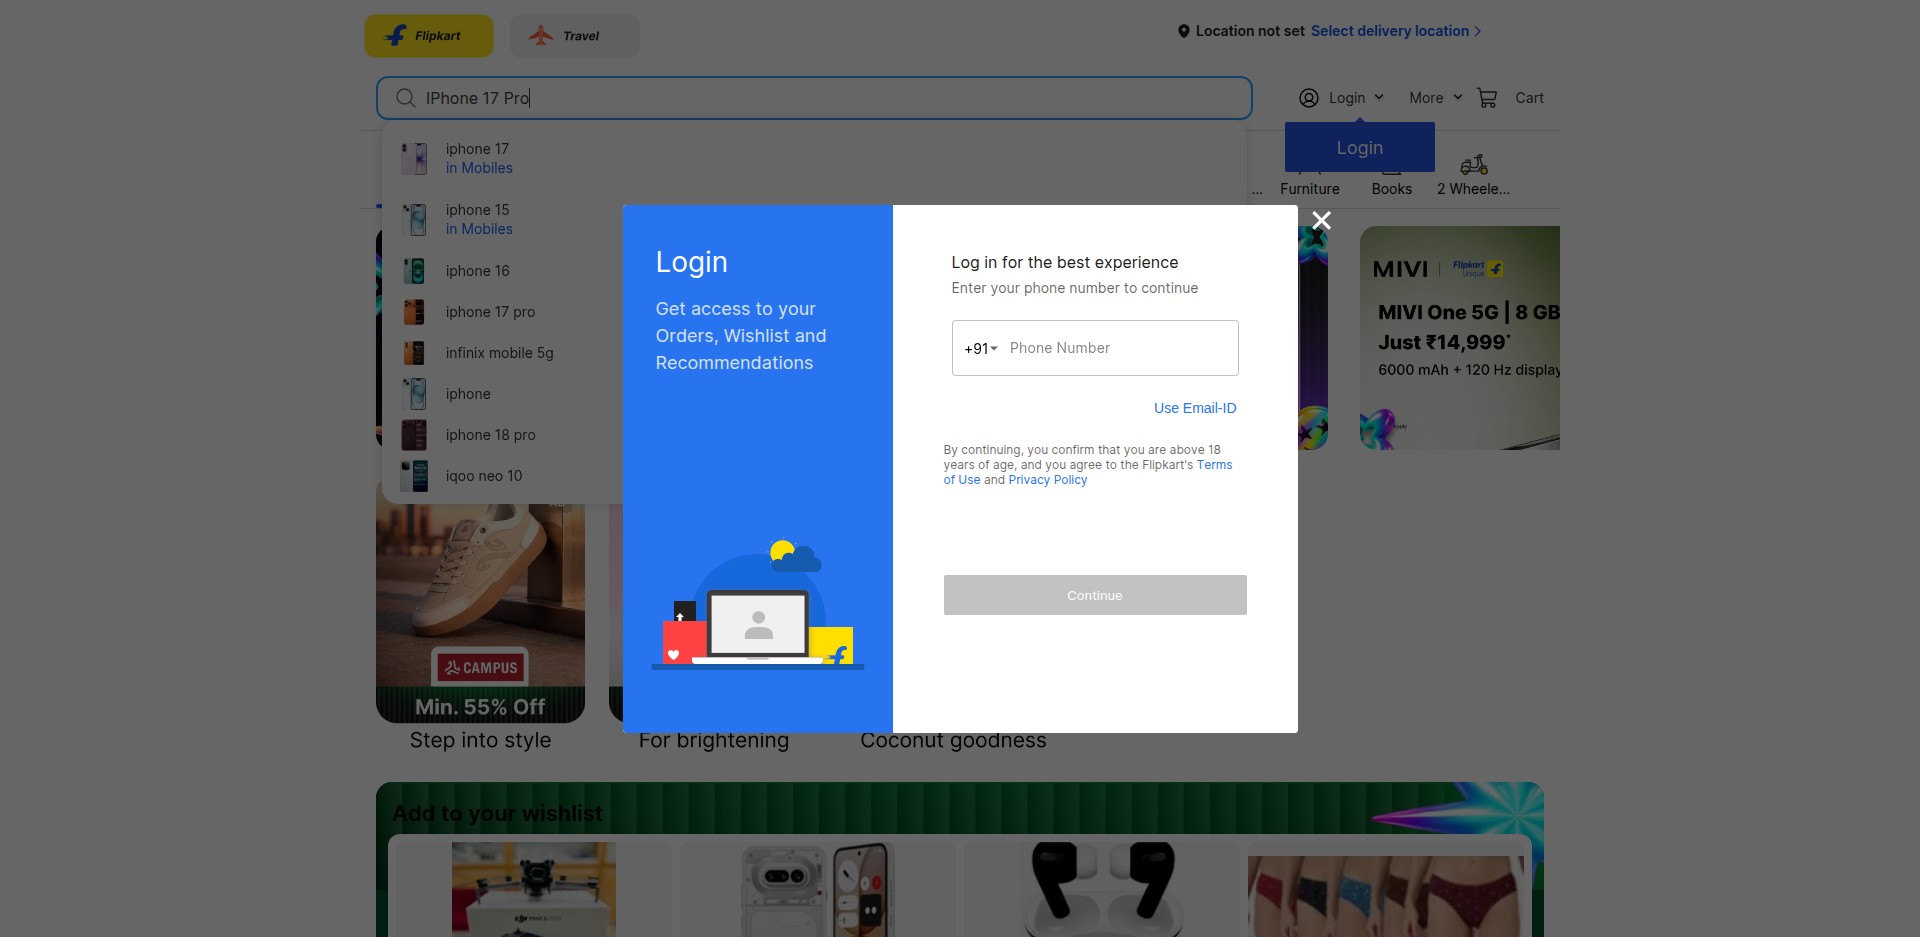 Flipkart
Travel
Location not set Select delivery location
IPhone 17 Pro
Login
More
Cart
iphone 17
in Mobiles
iphone 15
in Mobiles
iphone 16
iphone 17 pro
infinix mobile 5g
iphone
iphone 18 pro
iqoo neo 10
Login
...
Furniture
Books
2 Wheele...
Login
Get access to your
Orders, Wishlist and
Recommendations
Log in for the best experience
Enter your phone number to continue
+91
Phone Number
Use Email-ID
By continuing, you confirm that you are above 18
years of age, and you agree to the Flipkart's Terms
of Use and Privacy Policy
Continue
MIVI
Flipkart
Unique
MIVI One 5G | 8 GB
Just ₹14,999*
6000 mAh + 120 Hz display
CAMPUS
Min. 55% Off
Step into style
For brightening
Coconut goodness
Add to your wishlist